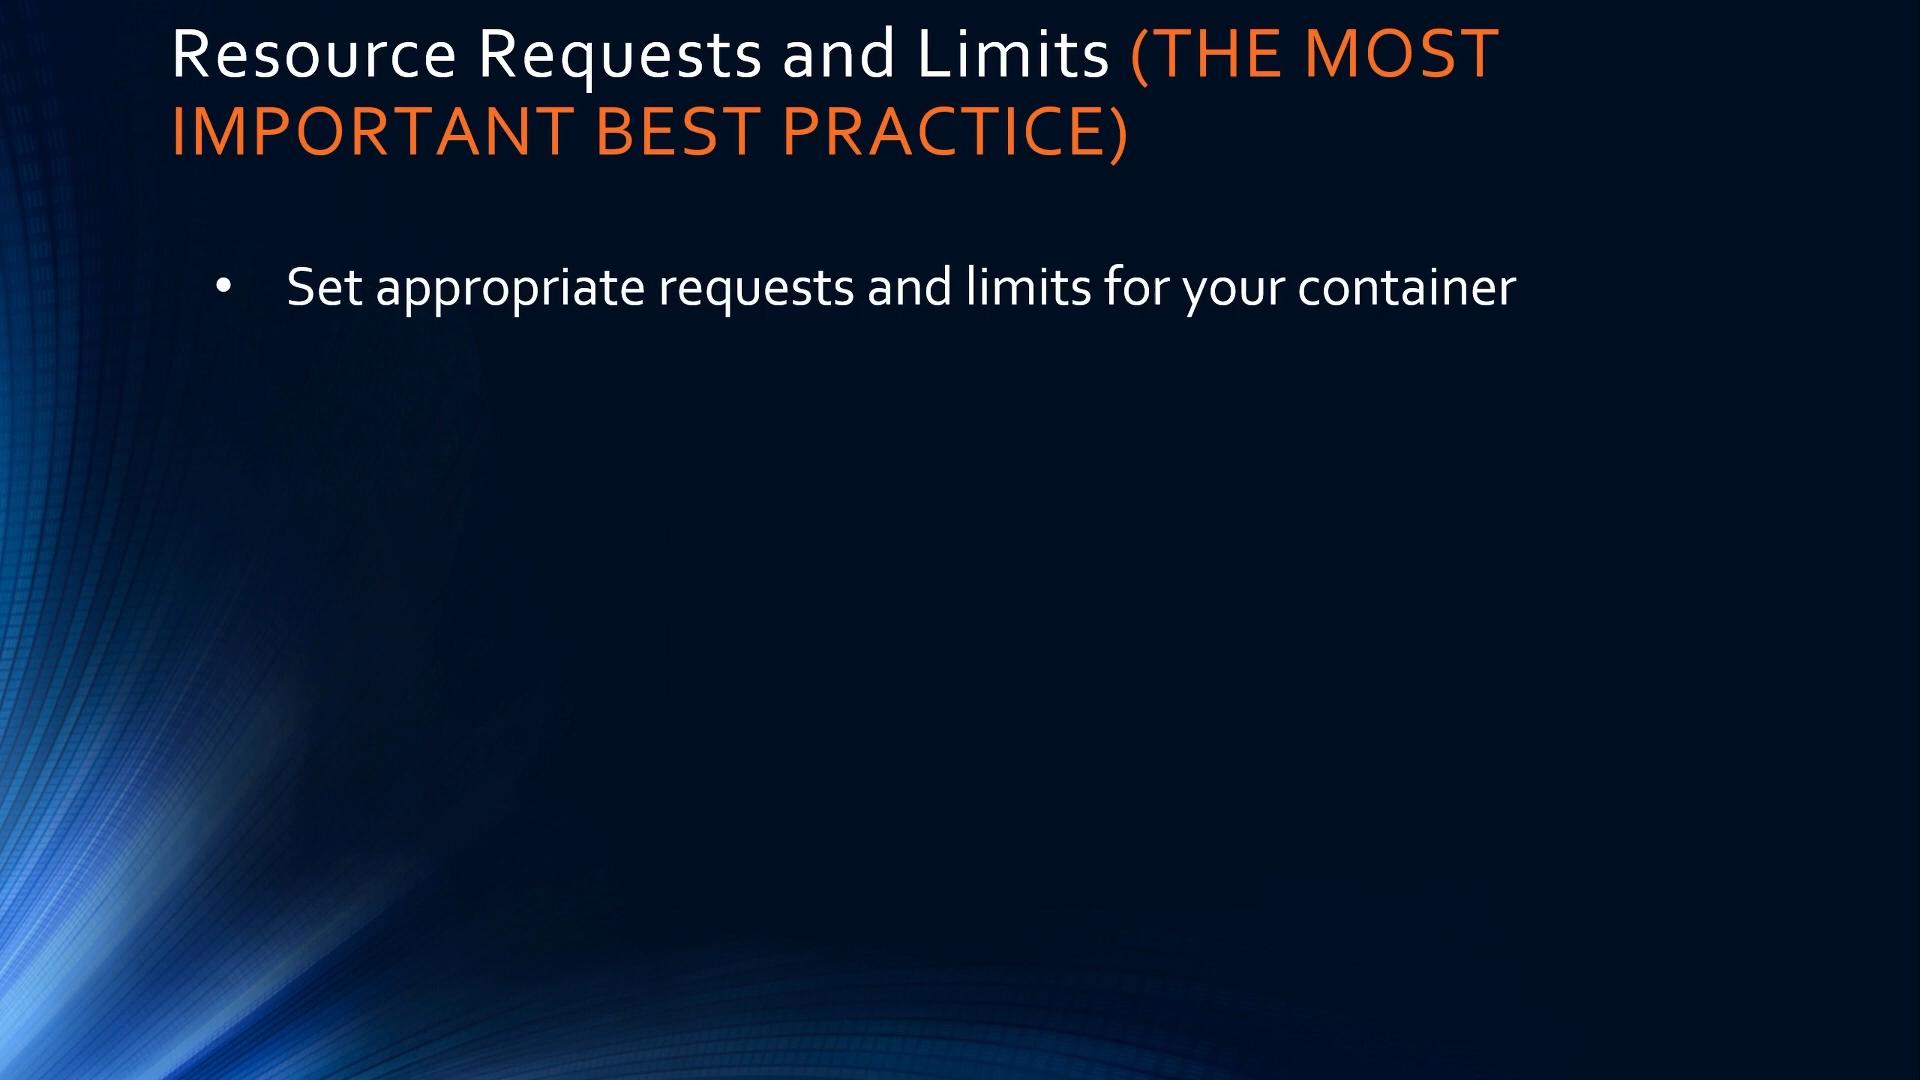 Resource Requests and Limits (THE MOST
IMPORTANT BEST PRACTICE)
• Set appropriate requests and limits for your container